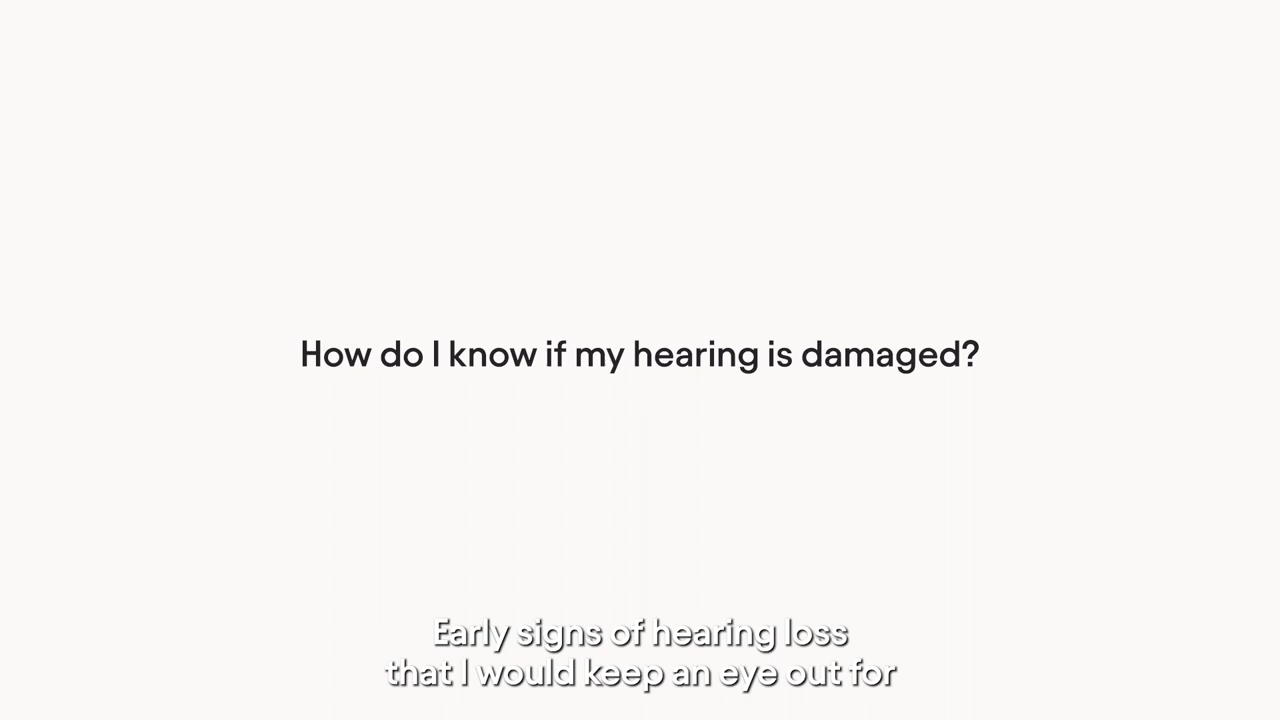 How do I know if my hearing is damaged?
Early signs of hearing loss
that I would keep an eye out for